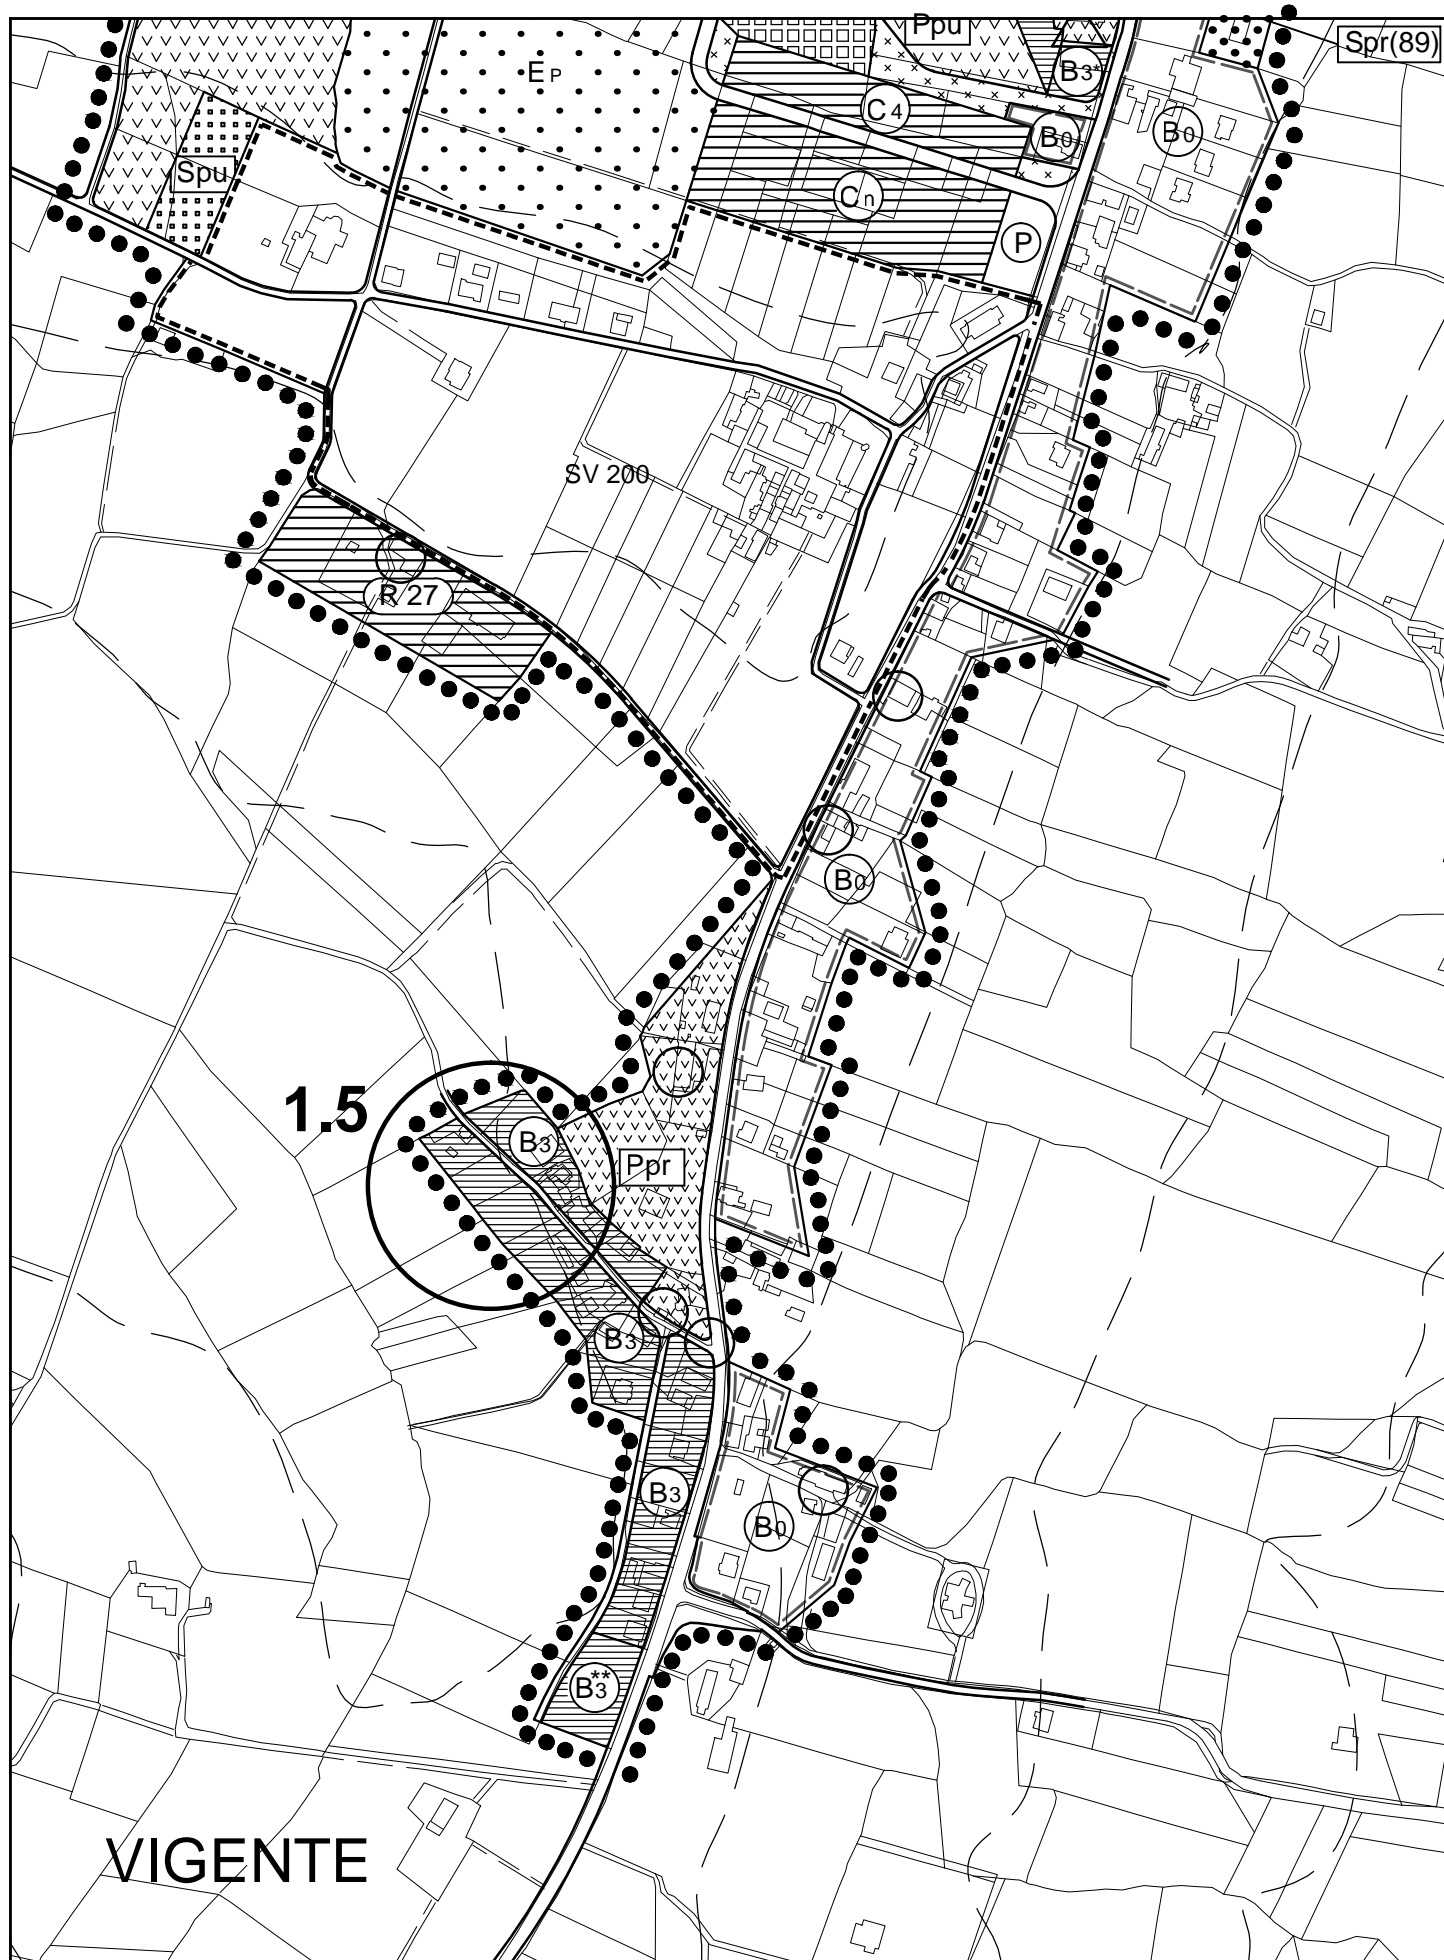 Ppu
Spr(89)
EP
B3*
C4
B0
B0
Spu
Cn
P
SV 200
R 27
B0
1.5
B3
Ppr
B3
B3
B0
B3**
VIGENTE